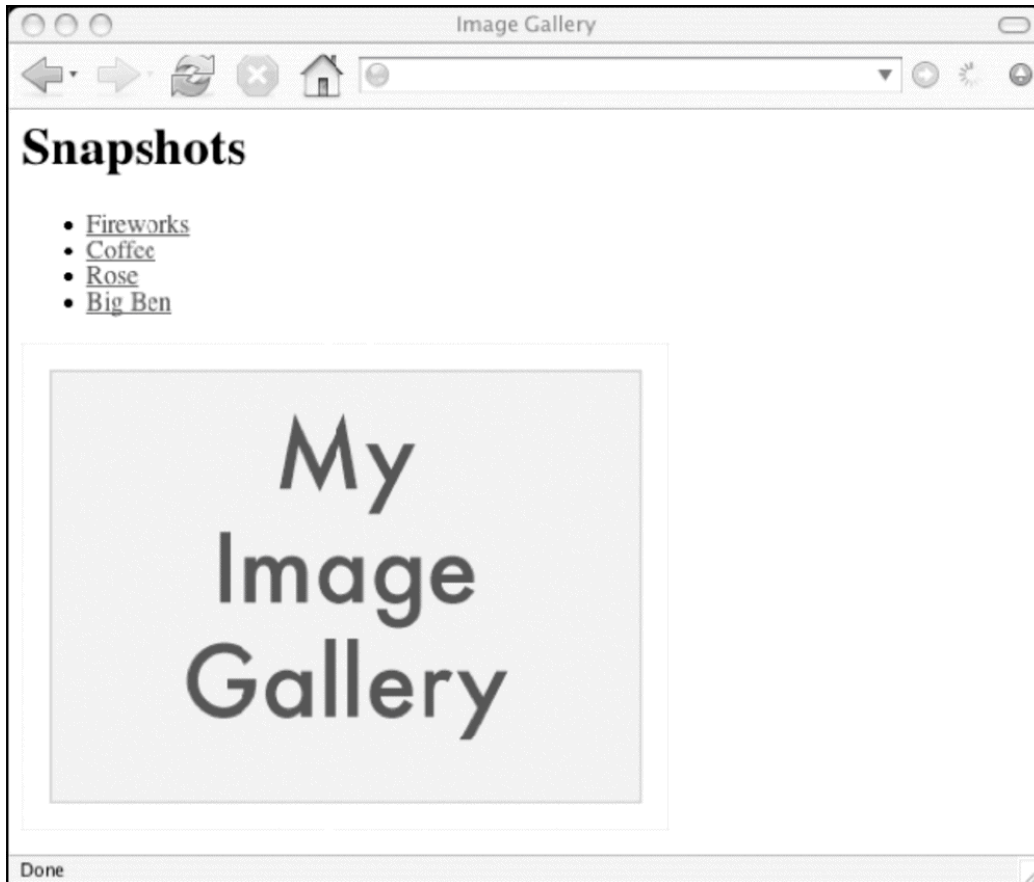 Image Gallery
Snapshots
Fireworks
Coffee
Rose
Big Ben
My
Image
Gallery
Done